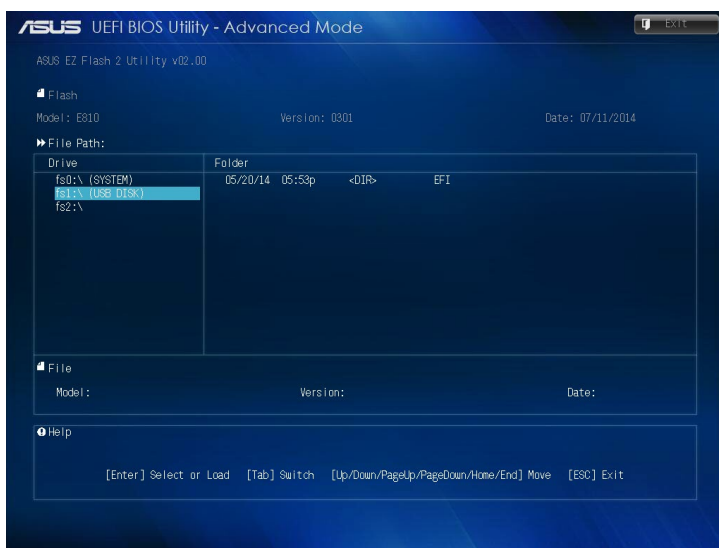 ASUS UEFI BIOS Utility - Advanced Mode
Exit
ASUS EZ Flash 2 Utility v02.00
Flash
Model: E810 Version: 0301 Date: 07/11/2014
File Path:
Drive Folder
fs0:\ (SYSTEM) 05/20/14 05:53p <DIR> EFI
fs1:\ (USB DISK)
fs2:\
File
Model: Version: Date:
Help
[Enter] Select or Load [Tab] Switch [Up/Down/PageUp/PageDown/Home/End] Move [ESC] Exit